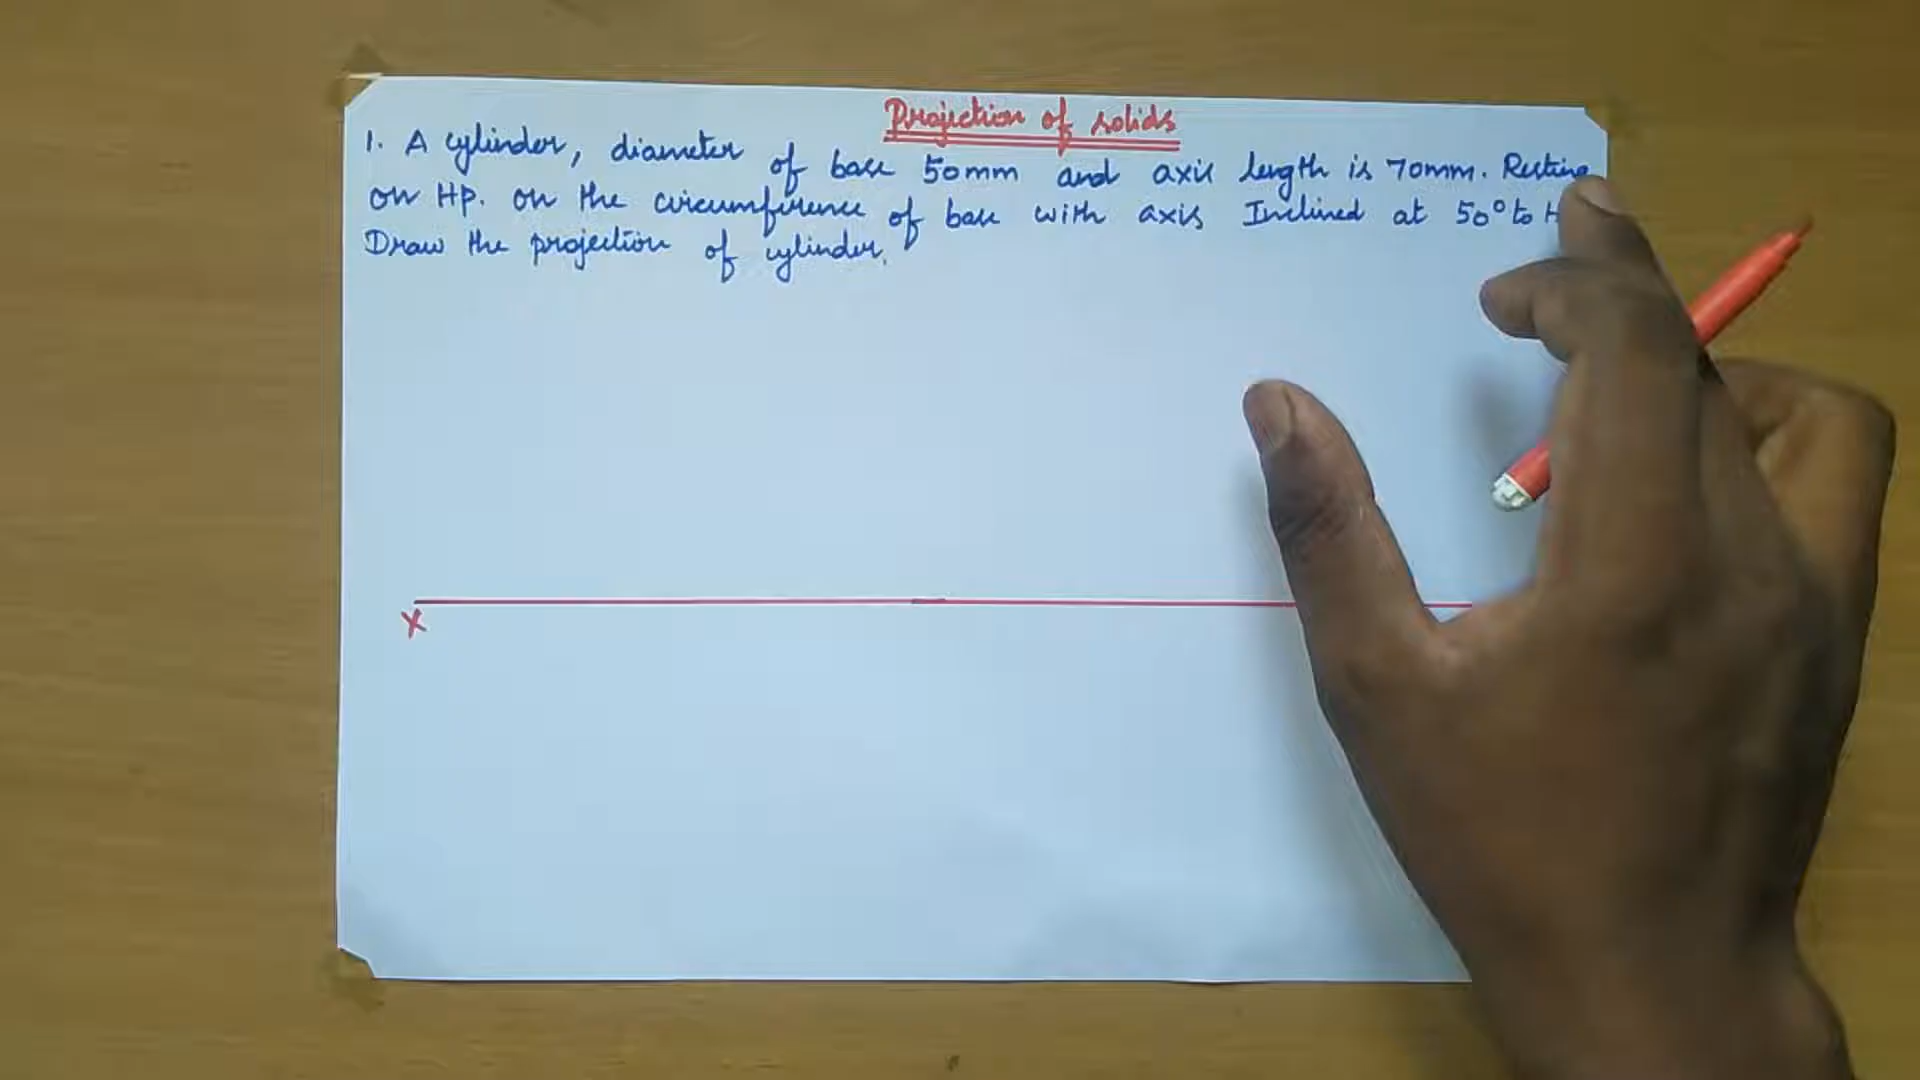 Projection of solids
1. A cylinder, diameter of base 50mm and axis length is 70mm. Resting
on HP. on the circumference of base with axis Inclined at 50° to H
Draw the projection of cylinder.
X